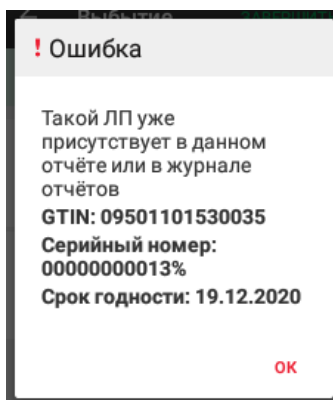 Выбытие ЗАВЕРШИТЬ
! Ошибка
Такой ЛП уже
присутствует в данном
отчёте или в журнале
отчётов
GTIN: 09501101530035
Серийный номер:
00000000013%
Срок годности: 19.12.2020
ОК